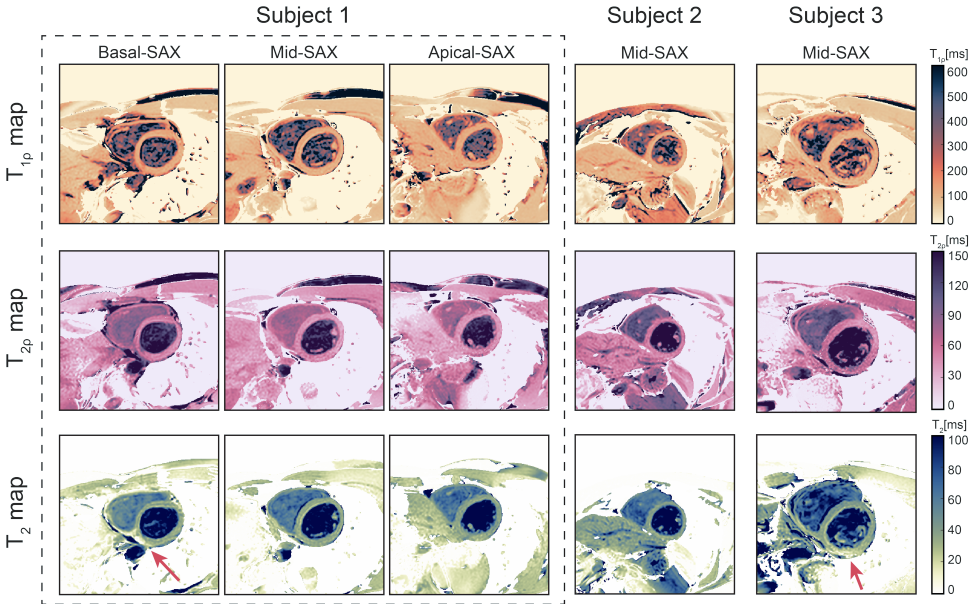 Subject 1 Subject 2 Subject 3
Basal-SAX Mid-SAX Apical-SAX Mid-SAX Mid-SAX
T1ρ map
T1ρ[ms]
600
500
400
300
200
100
0
T2ρ map
T2ρ[ms]
150
120
90
60
30
0
T2 map
T2[ms]
100
80
60
40
20
0